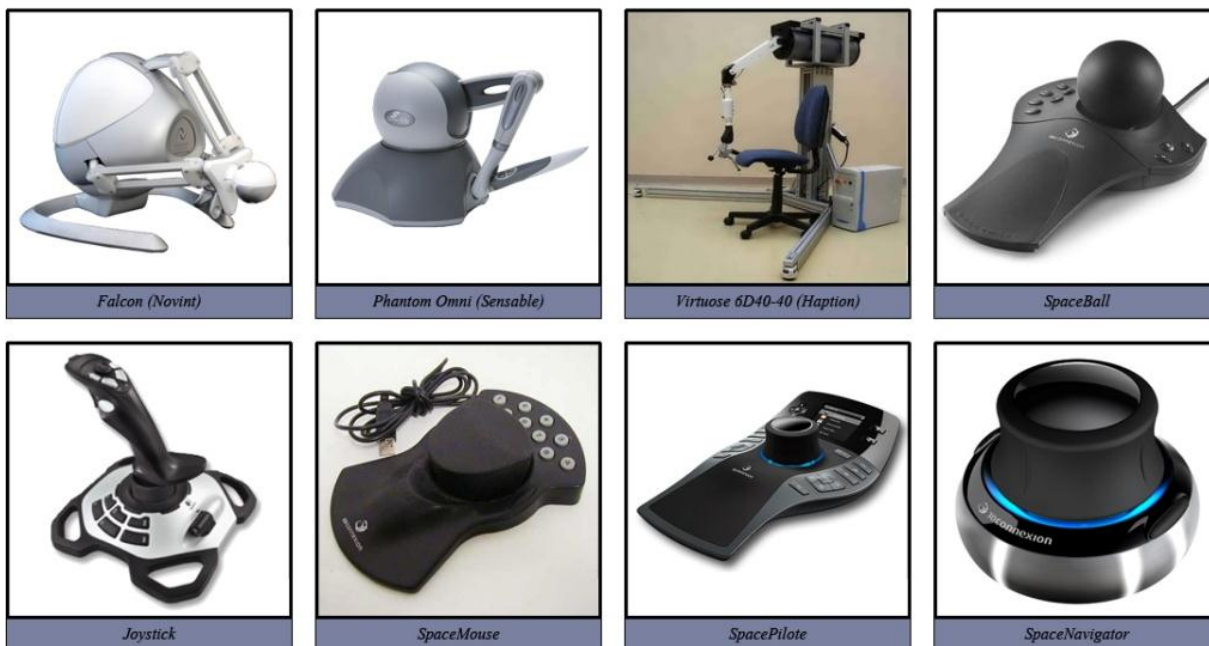 Falcon (Novint)
Phantom Omni (Sensable)
Virtuose 6D40-40 (Haption)
SpaceBall
Joystick
SpaceMouse
SpacePilote
SpaceNavigator
3Dconnexion